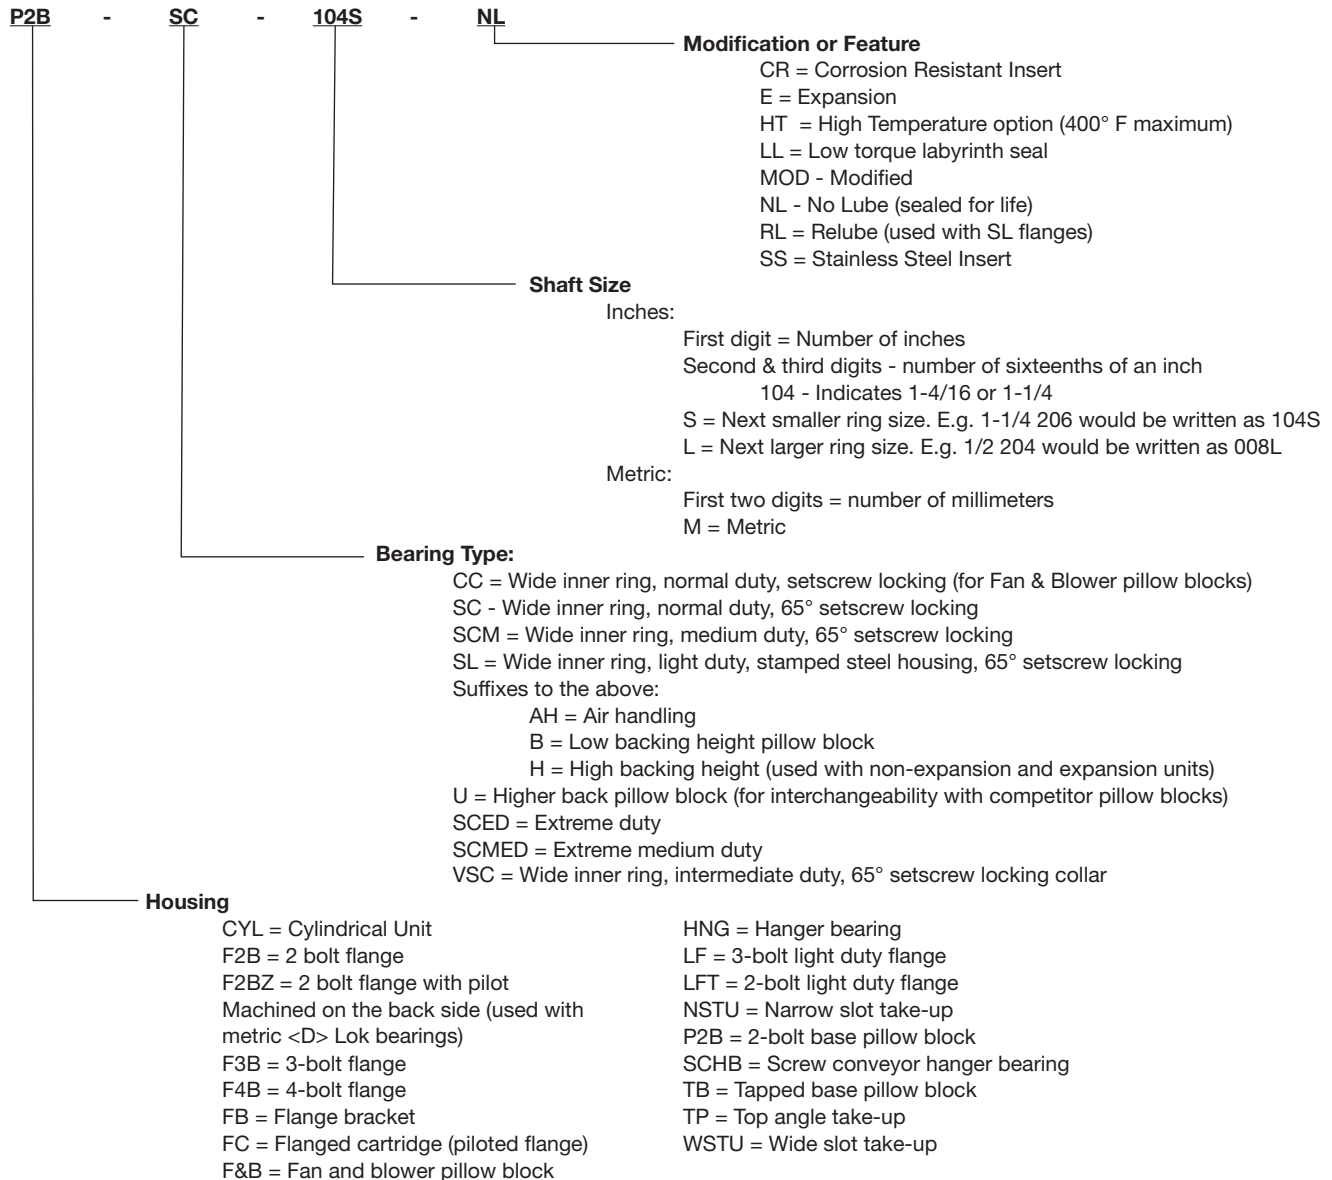 P2B - SC - 104S - NL
Modification or Feature
CR = Corrosion Resistant Insert
E = Expansion
HT = High Temperature option (400° F maximum)
LL = Low torque labyrinth seal
MOD - Modified
NL - No Lube (sealed for life)
RL = Relube (used with SL flanges)
SS = Stainless Steel Insert
Shaft Size
Inches:
First digit = Number of inches
Second & third digits - number of sixteenths of an inch
104 - Indicates 1-4/16 or 1-1/4
S = Next smaller ring size. E.g. 1-1/4 206 would be written as 104S
L = Next larger ring size. E.g. 1/2 204 would be written as 008L
Metric:
First two digits = number of millimeters
M = Metric
Bearing Type:
CC = Wide inner ring, normal duty, setscrew locking (for Fan & Blower pillow blocks)
SC - Wide inner ring, normal duty, 65° setscrew locking
SCM = Wide inner ring, medium duty, 65° setscrew locking
SL = Wide inner ring, light duty, stamped steel housing, 65° setscrew locking
Suffixes to the above:
AH = Air handling
B = Low backing height pillow block
H = High backing height (used with non-expansion and expansion units)
U = Higher back pillow block (for interchangeability with competitor pillow blocks)
SCED = Extreme duty
SCMED = Extreme medium duty
VSC = Wide inner ring, intermediate duty, 65° setscrew locking collar
Housing
CYL = Cylindrical Unit
F2B = 2 bolt flange
F2BZ = 2 bolt flange with pilot
Machined on the back side (used with
metric <D> Lok bearings)
F3B = 3-bolt flange
F4B = 4-bolt flange
FB = Flange bracket
FC = Flanged cartridge (piloted flange)
F&B = Fan and blower pillow block
HNG = Hanger bearing
LF = 3-bolt light duty flange
LFT = 2-bolt light duty flange
NSTU = Narrow slot take-up
P2B = 2-bolt base pillow block
SCHB = Screw conveyor hanger bearing
TB = Tapped base pillow block
TP = Top angle take-up
WSTU = Wide slot take-up